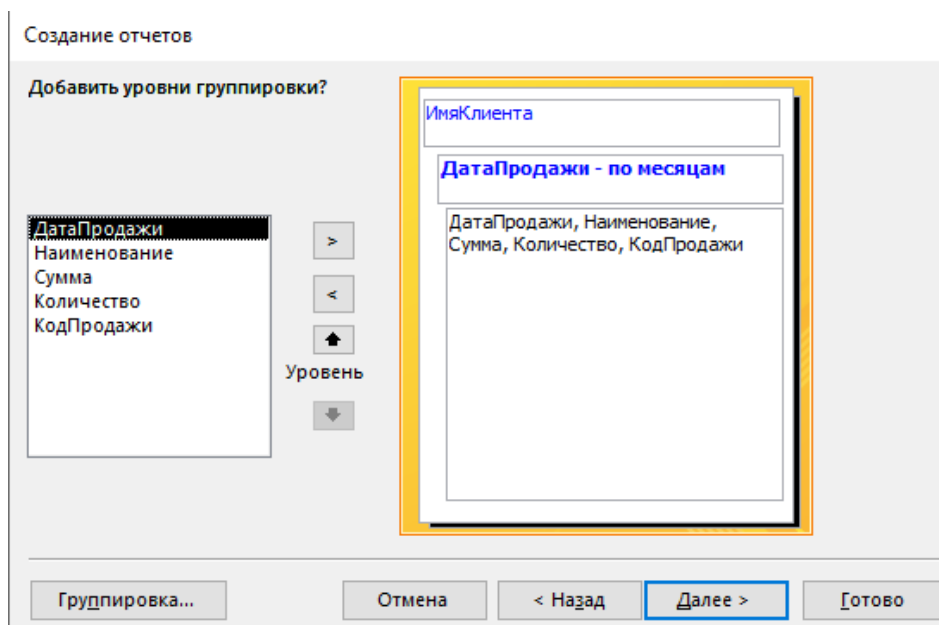 Создание отчетов
Добавить уровни группировки?
ДатаПродажи
Наименование
Сумма
Количество
КодПродажи
>
<
Уровень
ИмяКлиента
ДатаПродажи - по месяцам
ДатаПродажи, Наименование,
Сумма, Количество, КодПродажи
Группировка...
Отмена
< Назад
Далее >
Готово